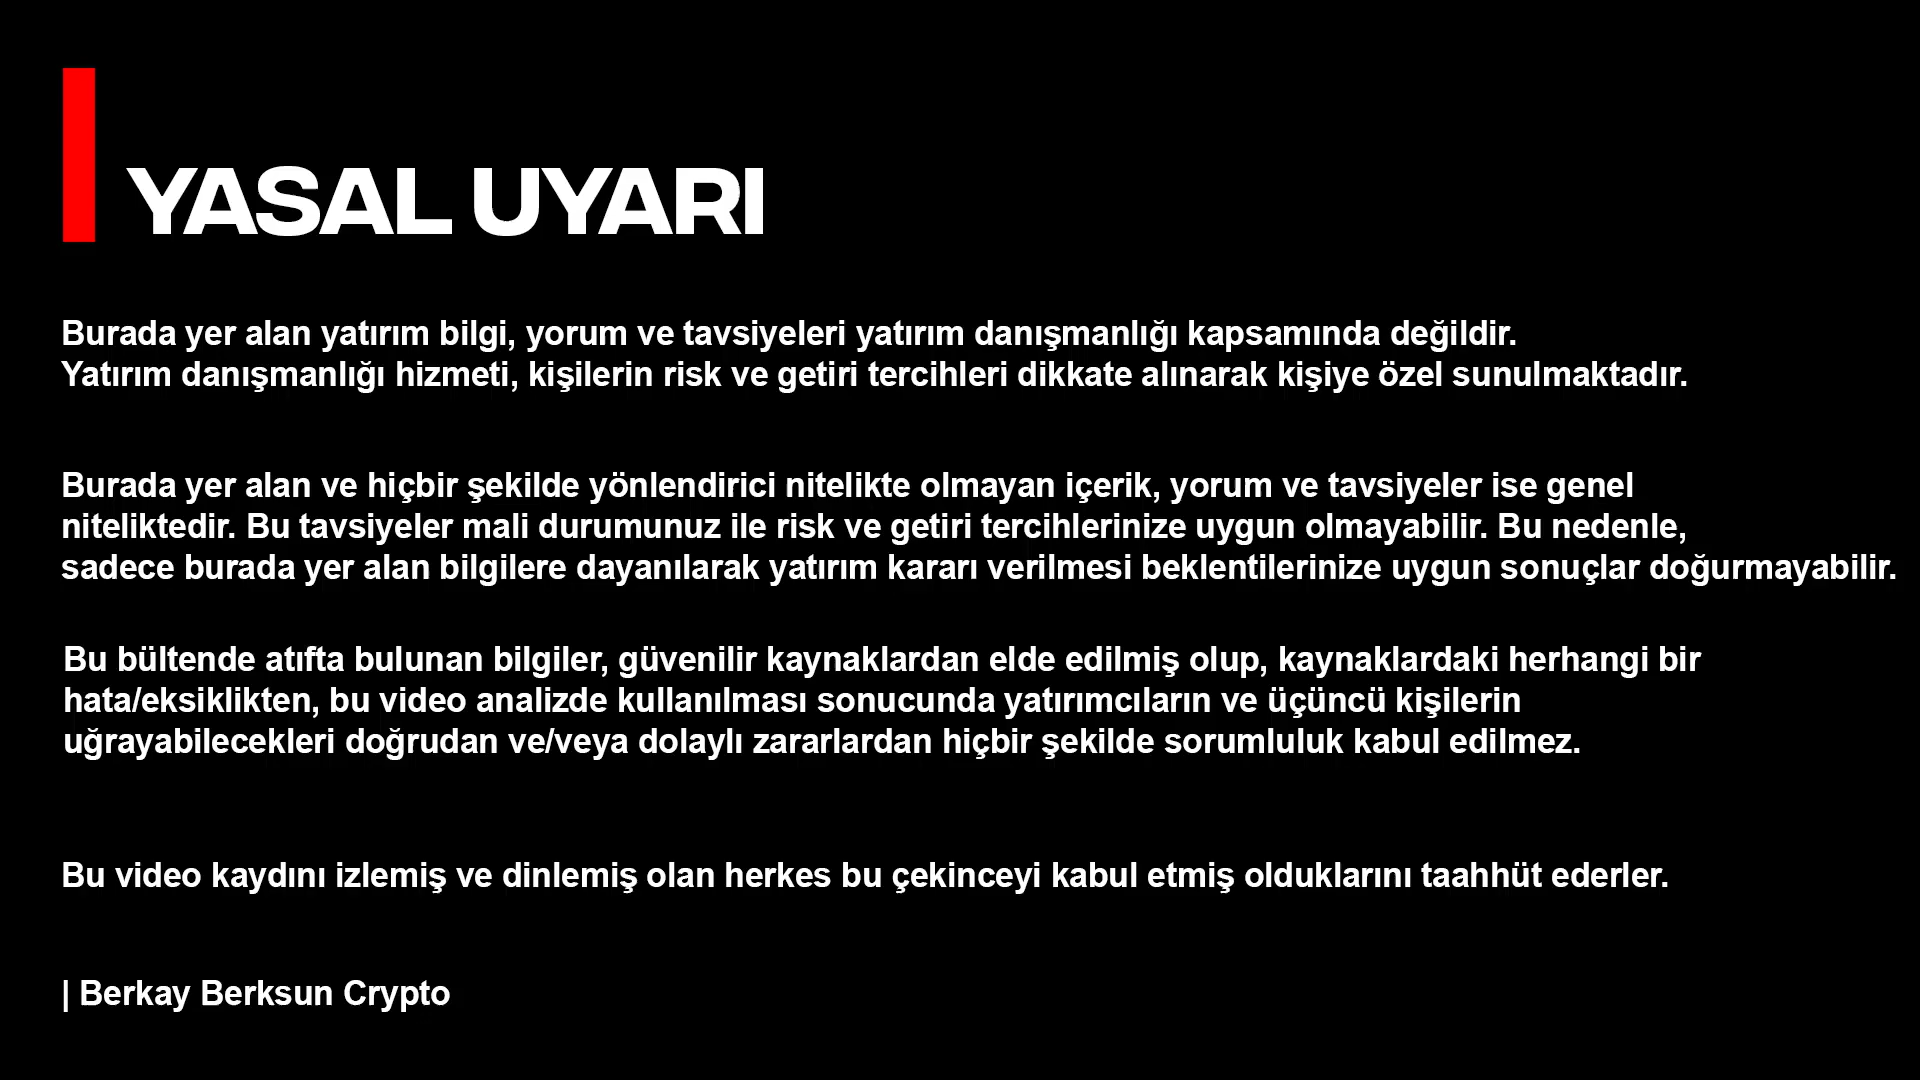 YASAL UYARI
Burada yer alan yatırım bilgi, yorum ve tavsiyeleri yatırım danışmanlığı kapsamında değildir.
Yatırım danışmanlığı hizmeti, kişilerin risk ve getiri tercihleri dikkate alınarak kişiye özel sunulmaktadır.
Burada yer alan ve hiçbir şekilde yönlendirici nitelikte olmayan içerik, yorum ve tavsiyeler ise genel
niteliktedir. Bu tavsiyeler mali durumunuz ile risk ve getiri tercihlerinize uygun olmayabilir. Bu nedenle,
sadece burada yer alan bilgilere dayanılarak yatırım kararı verilmesi beklentilerinize uygun sonuçlar doğurmayabilir.
Bu bültende atıfta bulunan bilgiler, güvenilir kaynaklardan elde edilmiş olup, kaynaklardaki herhangi bir
hata/eksiklikten, bu video analizde kullanılması sonucunda yatırımcıların ve üçüncü kişilerin
uğrayabilecekleri doğrudan ve/veya dolaylı zararlardan hiçbir şekilde sorumluluk kabul edilmez.
Bu video kaydını izlemiş ve dinlemiş olan herkes bu çekinceyi kabul etmiş olduklarını taahhüt ederler.
| Berkay Berksun Crypto